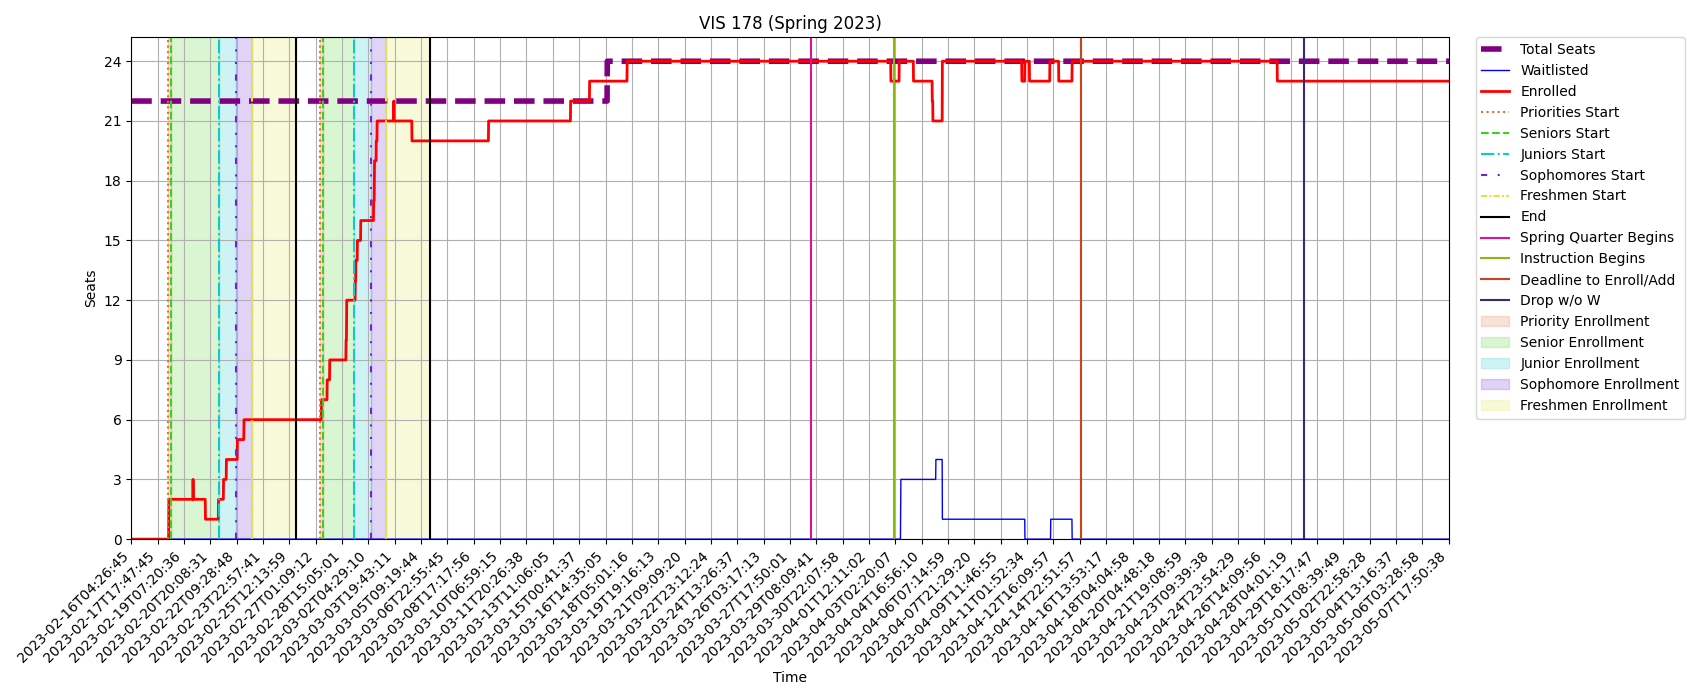 VIS 178 (Spring 2023)
Seats
24
21
18
15
12
9
6
3
0
2023-02-16T04:26:45
2023-02-17T17:47:45
2023-02-19T07:20:36
2023-02-20T20:08:31
2023-02-22T09:28:48
2023-02-23T22:57:41
2023-02-25T12:13:59
2023-02-27T01:09:12
2023-02-28T15:05:01
2023-03-02T04:29:10
2023-03-03T19:43:11
2023-03-05T09:19:44
2023-03-06T22:55:45
2023-03-08T17:17:56
2023-03-10T06:59:15
2023-03-11T20:26:38
2023-03-13T11:06:05
2023-03-15T00:41:37
2023-03-16T14:35:05
2023-03-18T05:01:16
2023-03-19T19:16:13
2023-03-21T09:09:20
2023-03-22T23:12:24
2023-03-24T13:26:37
2023-03-26T03:17:13
2023-03-27T17:50:01
2023-03-29T08:09:41
2023-03-30T22:07:58
2023-04-01T12:11:02
2023-04-03T02:20:07
2023-04-04T16:56:10
2023-04-06T07:14:59
2023-04-07T21:29:20
2023-04-09T11:46:55
2023-04-11T01:52:34
2023-04-12T16:09:57
2023-04-14T22:51:57
2023-04-16T13:53:17
2023-04-18T04:04:58
2023-04-20T04:48:18
2023-04-21T19:08:59
2023-04-23T09:39:38
2023-04-24T23:54:29
2023-04-26T14:09:56
2023-04-28T04:01:19
2023-04-29T18:17:47
2023-05-01T08:39:49
2023-05-02T22:58:28
2023-05-04T13:16:37
2023-05-06T03:28:58
2023-05-07T17:50:38
Time
Total Seats
Waitlisted
Enrolled
Priorities Start
Seniors Start
Juniors Start
Sophomores Start
Freshmen Start
End
Spring Quarter Begins
Instruction Begins
Deadline to Enroll/Add
Drop w/o W
Priority Enrollment
Senior Enrollment
Junior Enrollment
Sophomore Enrollment
Freshmen Enrollment